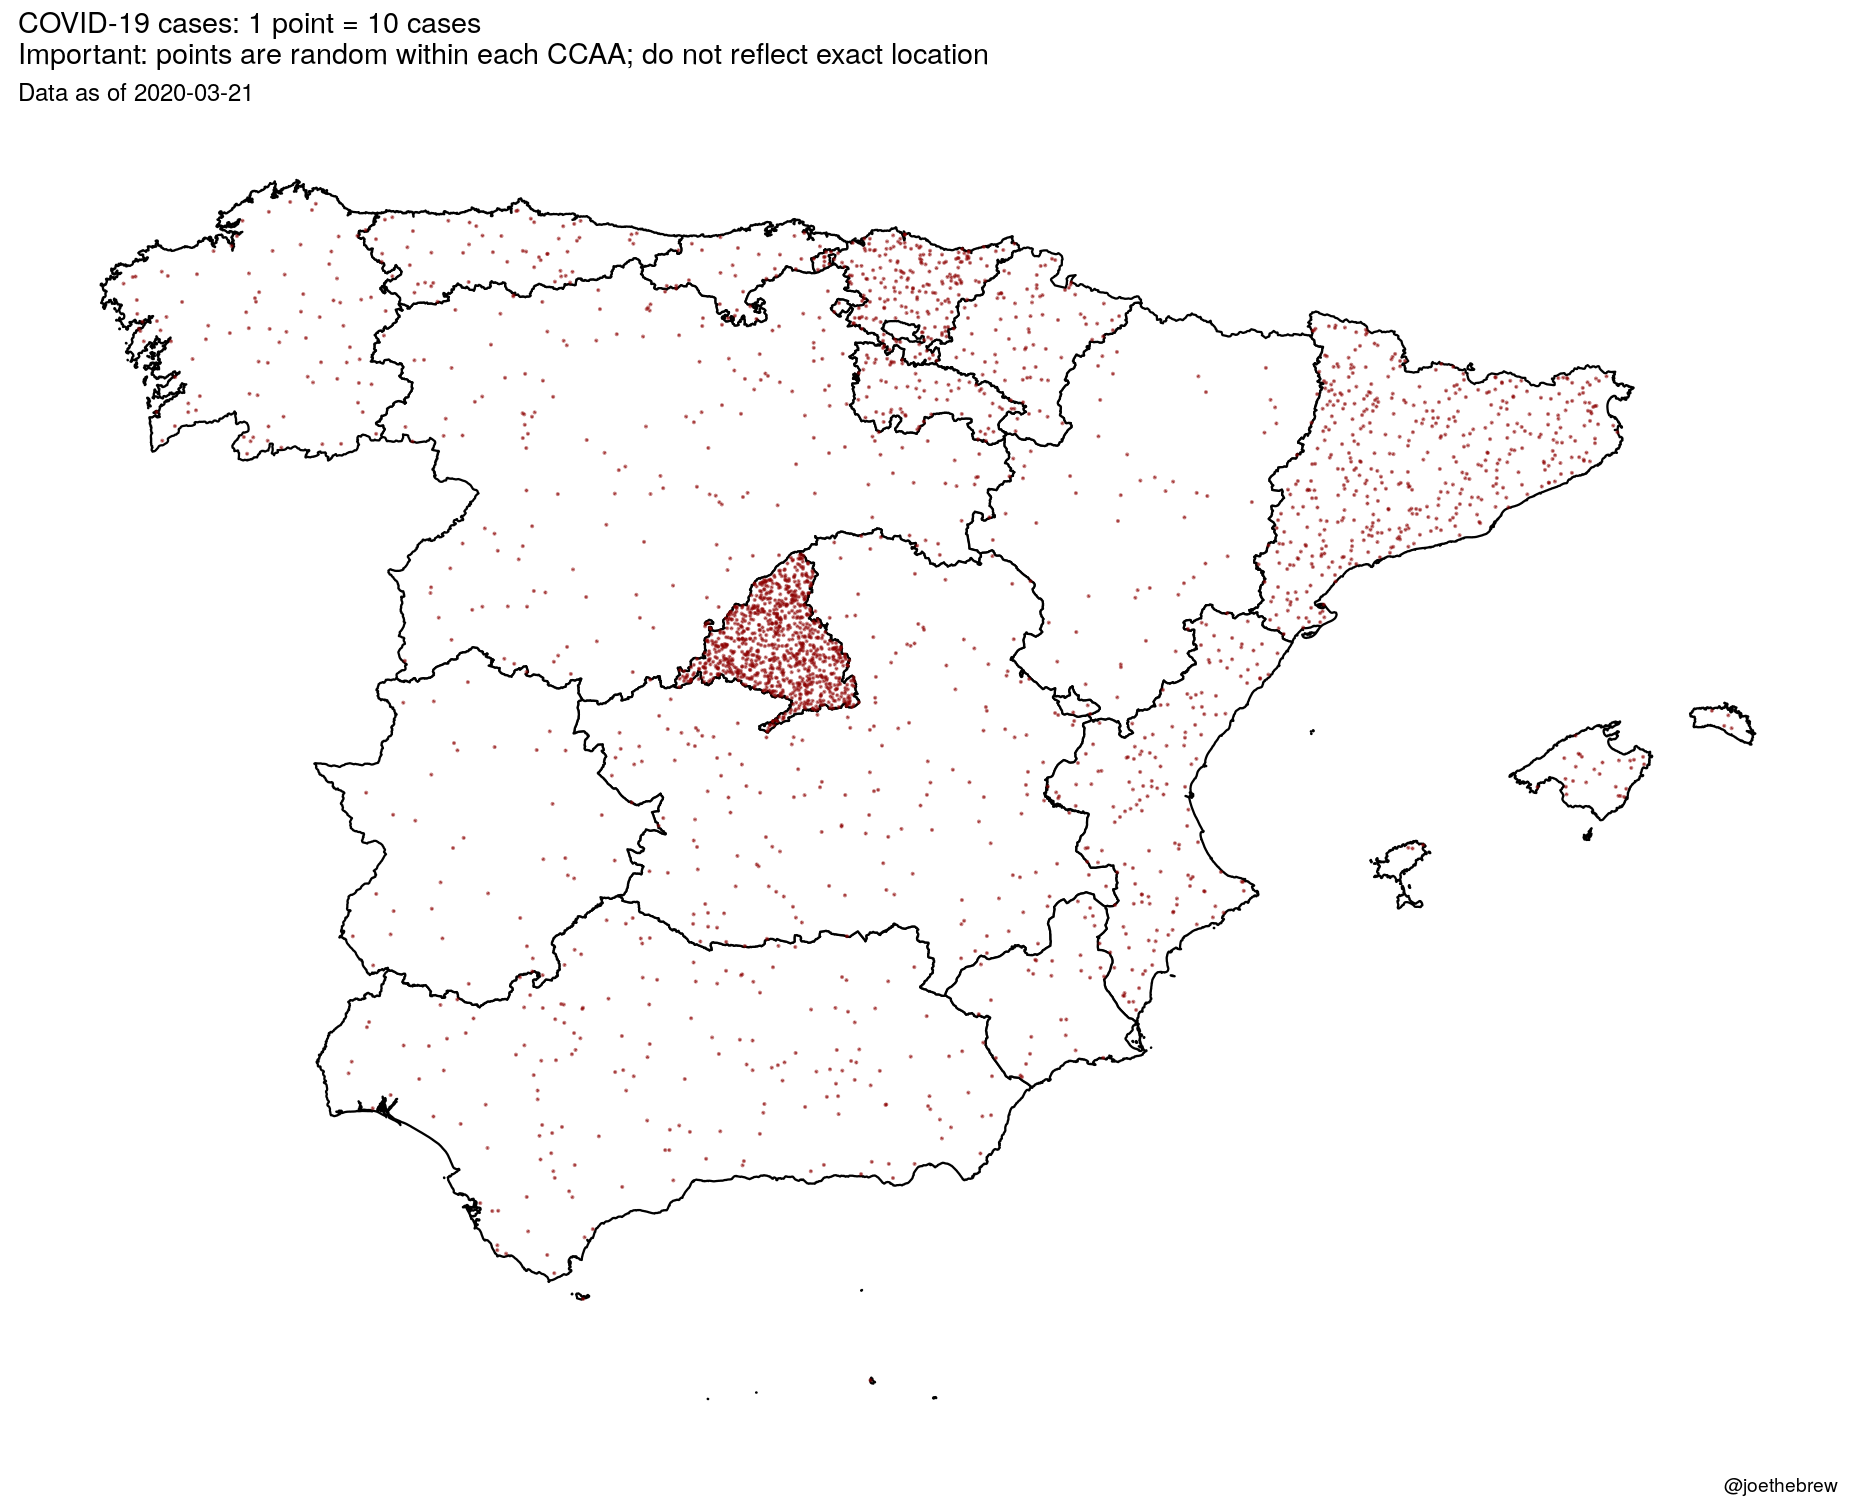 COVID-19 cases: 1 point = 10 cases
Important: points are random within each CCAA; do not reflect exact location
Data as of 2020-03-21
@joethebrew